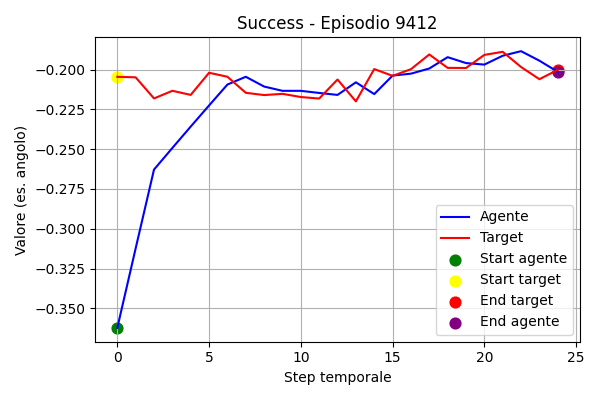 Success - Episodio 9412
Valore (es. angolo)
−0.200
−0.225
−0.250
−0.275
−0.300
−0.325
−0.350
0 5 10 15 20 25
Step temporale
Agente
Target
Start agente
Start target
End target
End agente